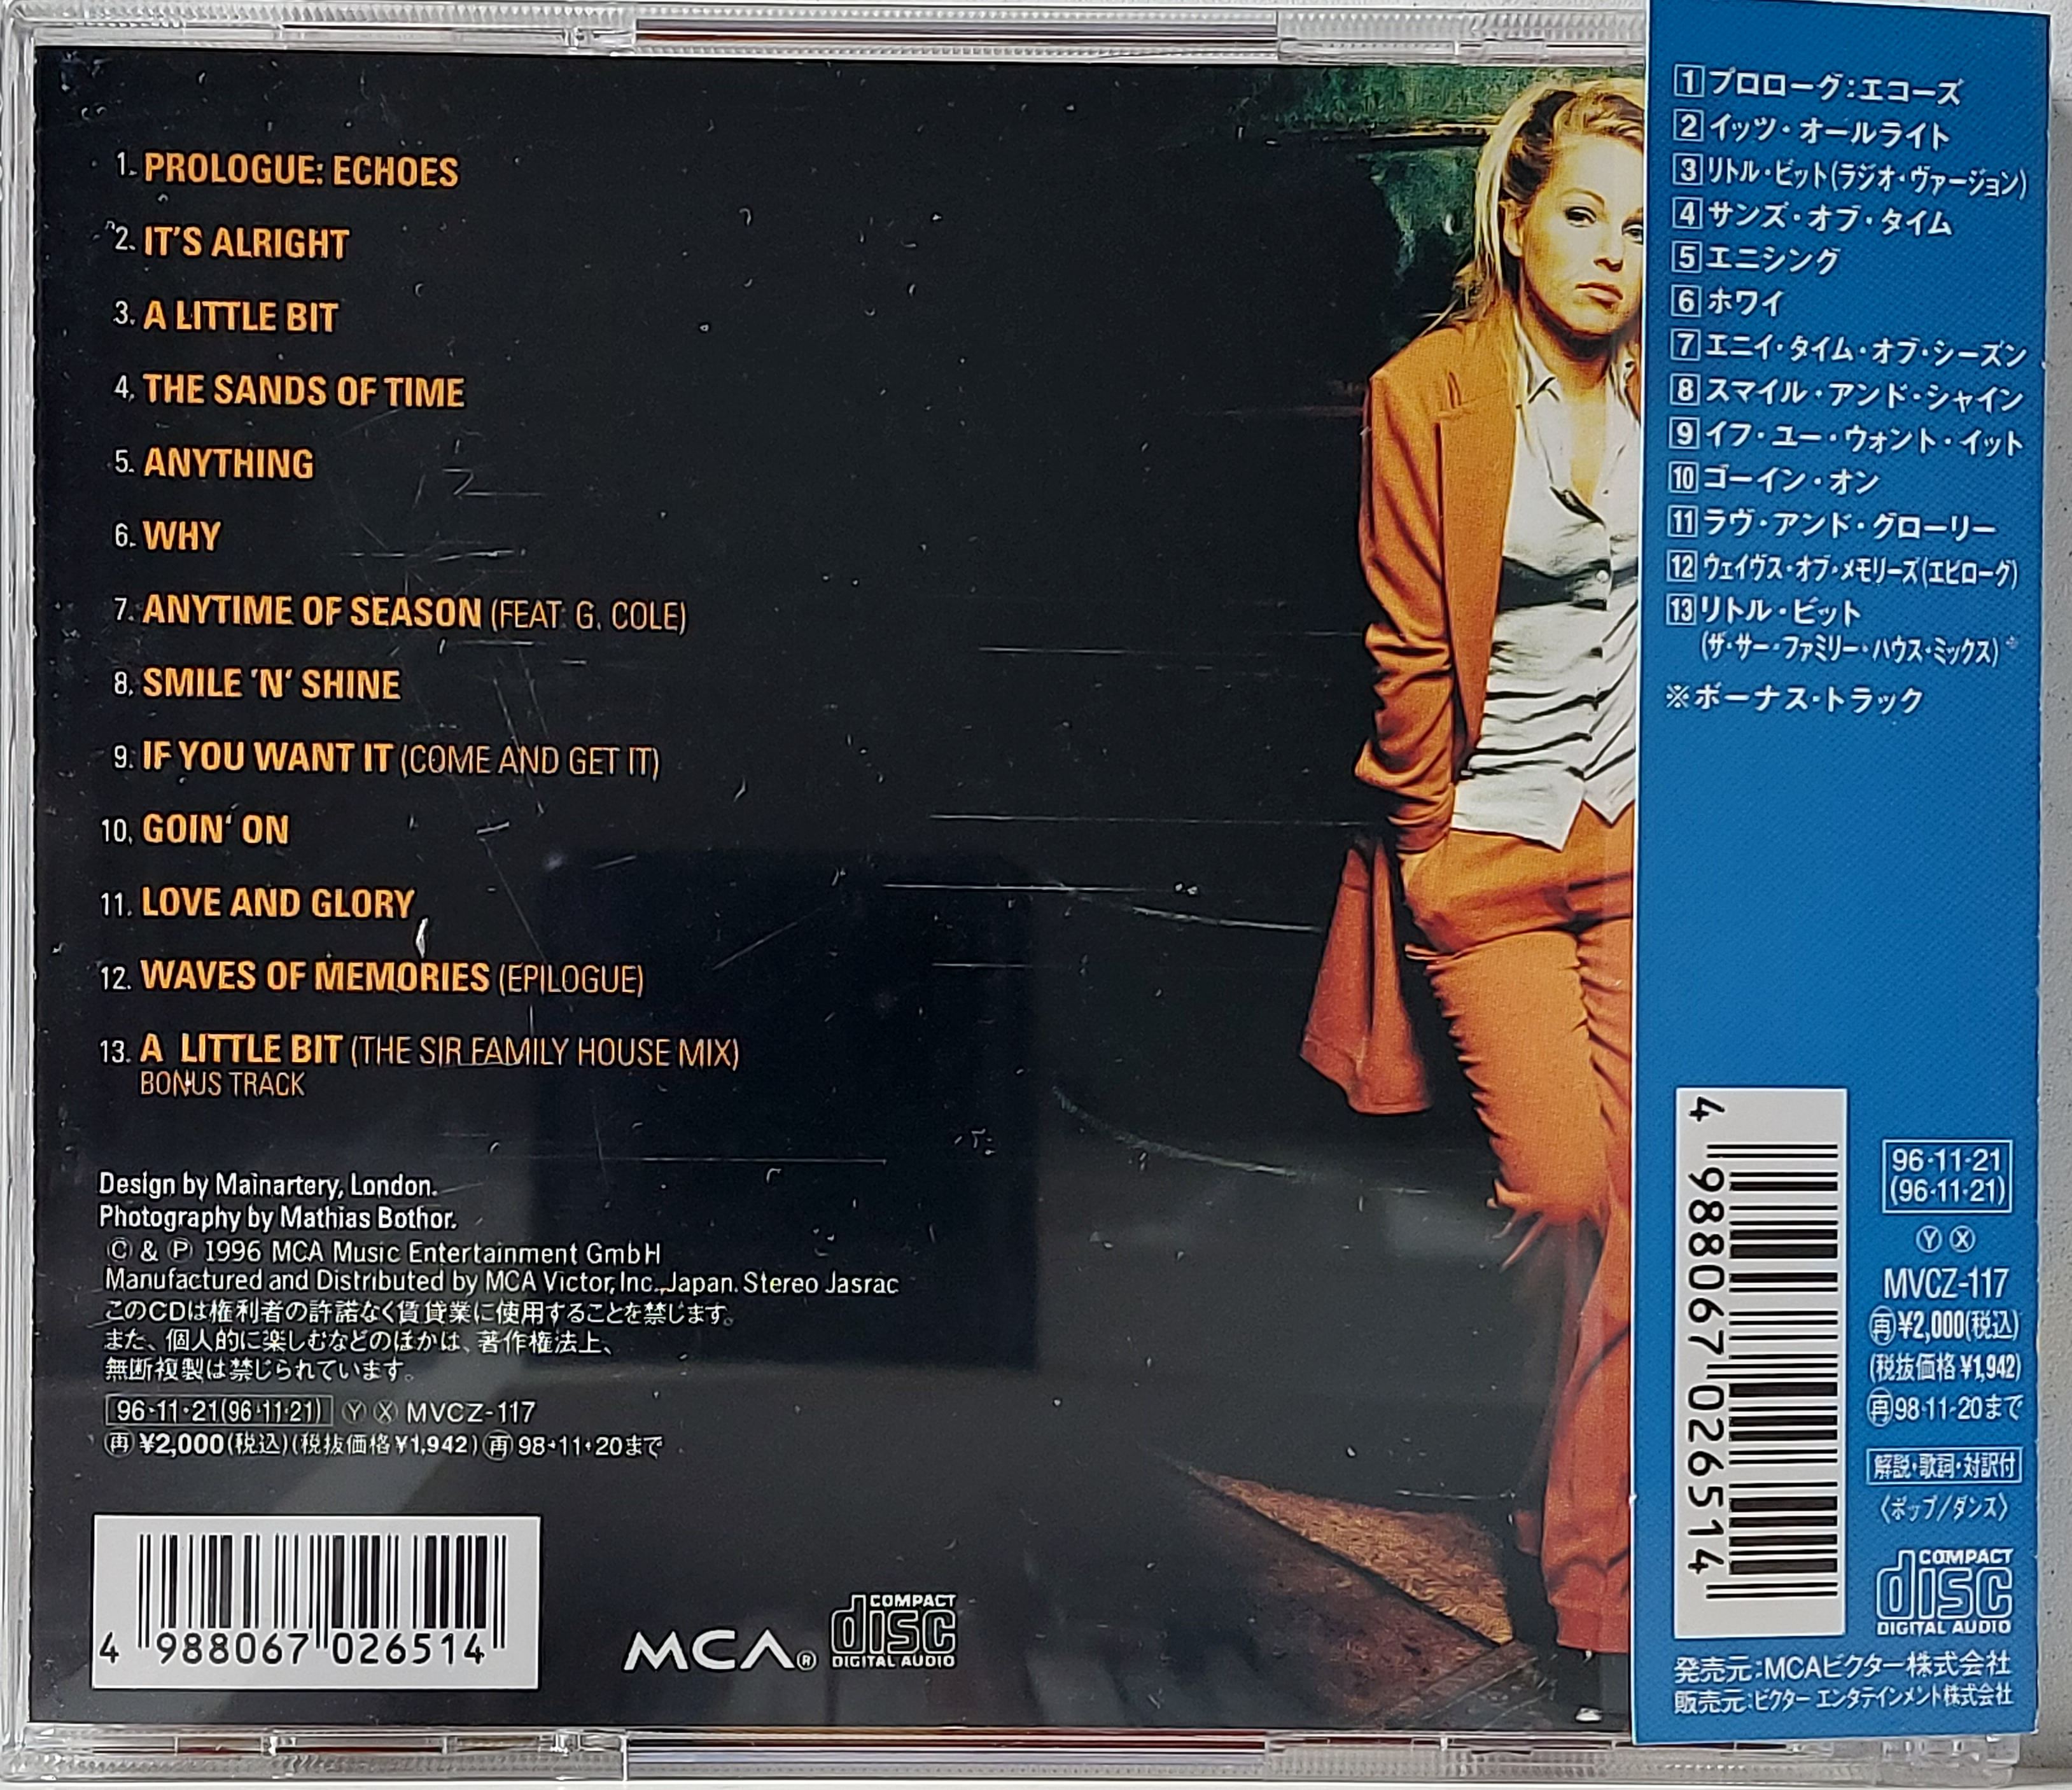 1. PROLOGUE: ECHOES
2. IT'S ALRIGHT
3. A LITTLE BIT
4. THE SANDS OF TIME
5. ANYTHING
6. WHY
7. ANYTIME OF SEASON (FEAT. G. COLE)
8. SMILE 'N' SHINE
9. IF YOU WANT IT (COME AND GET IT)
10. GOIN' ON
11. LOVE AND GLORY
12. WAVES OF MEMORIES (EPILOGUE)
13. A LITTLE BIT (THE SIR FAMILY HOUSE MIX)
BONUS TRACK
Design by Mainartery, London.
Photography by Mathias Bothor.
Ⓒ & Ⓟ 1996 MCA Music Entertainment GmbH
Manufactured and Distributed by MCA Victor, Inc., Japan. Stereo Jasrac
このCDは権利者の許諾なく賃貸業に使用することを禁じます。
また、個人的に楽しむなどのほかは、著作権法上、
無断複製は禁じられています。
96・11・21(96・11・21) Ⓨ Ⓧ MVCZ-117
㊢¥2,000(税込)(税抜価格¥1,942)㊢98・11・20まで
4 988067 026514
MCA®
COMPACT
disc
DIGITAL AUDIO
1 プロローグ:エコーズ
2 イッツ・オールライト
3 リトル・ビット(ラジオ・ヴァージョン)
4 サンズ・オブ・タイム
5 エニシング
6 ホワイ
7 エニイ・タイム・オブ・シーズン
8 スマイル・アンド・シャイン
9 イフ・ユー・ウォント・イット
10 ゴーイン・オン
11 ラヴ・アンド・グローリー
12 ウェイヴス・オブ・メモリーズ(エピローグ)
13 リトル・ビット
(ザ・サー・ファミリー・ハウス・ミックス)※
※ボーナス・トラック
4 988067 026514
96・11・21
(96・11・21)
Ⓨ Ⓧ
MVCZ-117
再¥2,000(税込)
(税抜価格¥1,942)
再98・11・20まで
解説・歌詞・対訳付
〈ポップ/ダンス〉
COMPACT
disc
DIGITAL AUDIO
発売元:MCAビクター株式会社
販売元:ビクター エンタテインメント株式会社